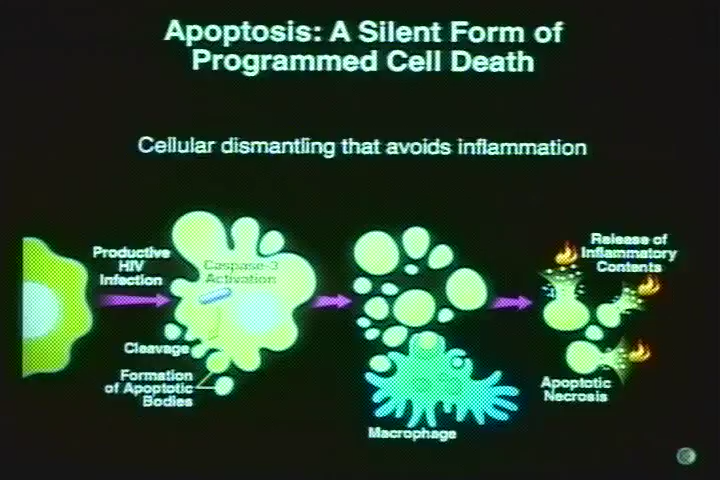 Apoptosis: A Silent Form of
Programmed Cell Death
Cellular dismantling that avoids inflammation
Productive
HIV
Infection
Caspase-3
Activation
Cleavage
Formation
of Apoptotic
Bodies
Macrophage
Release of
Inflammatory
Contents
Apoptotic
Necrosis